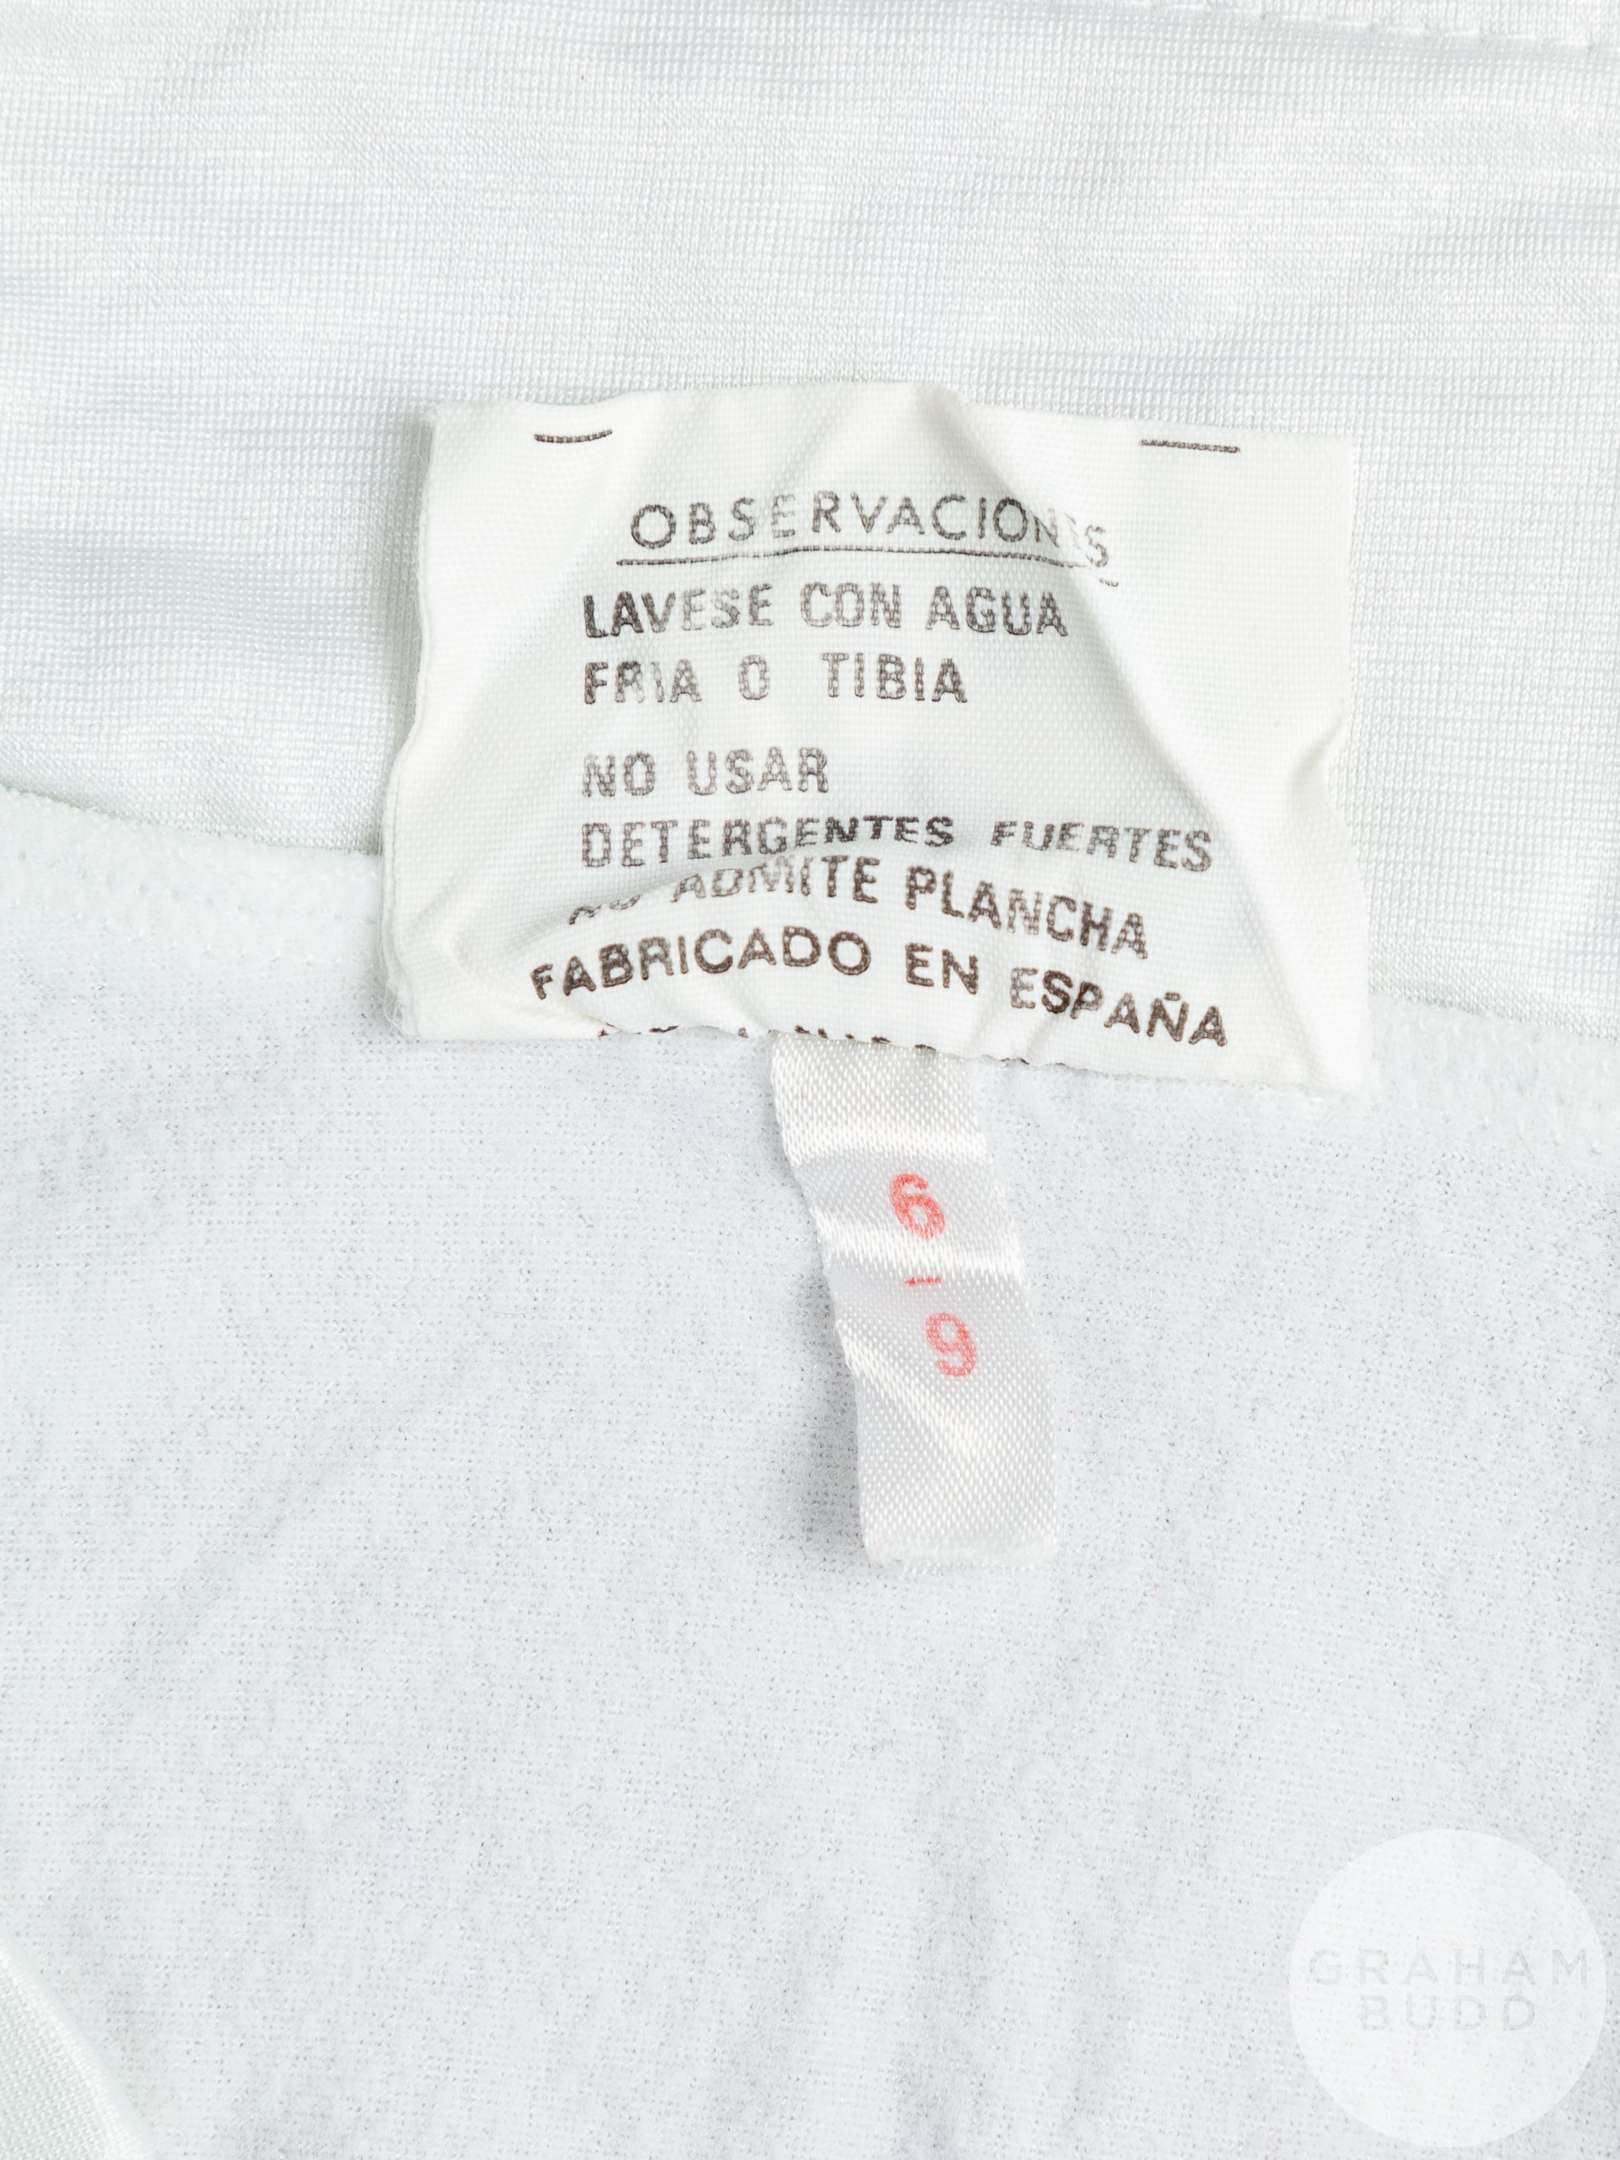 OBSERVACIONES
LAVESE CON AGUA
FRIA O TIBIA
NO USAR
DETERGENTES FUERTES
NO ADMITE PLANCHA
FABRICADO EN ESPAÑA
6-9
GRAHAM
BUDD